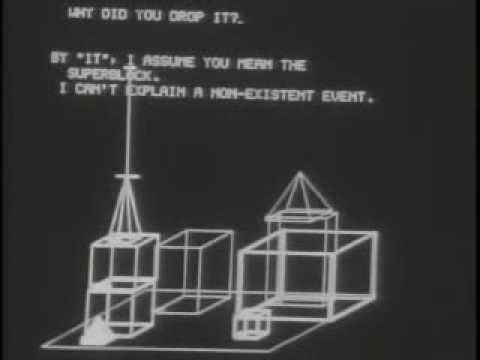 WHY DID YOU DROP IT?_
BY "IT", I ASSUME YOU MEAN THE
SUPERBLOCK.
I CAN'T EXPLAIN A NON-EXISTENT EVENT.